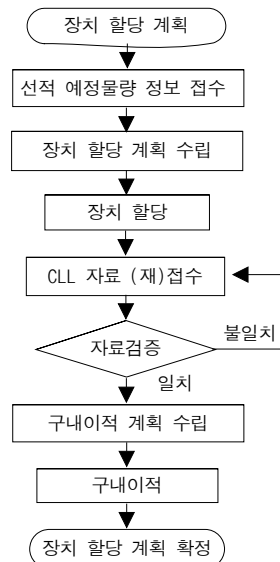 장치 할당 계획
선적 예정물량 정보 접수
장치 할당 계획 수립
장치 할당
CLL 자료 (재)접수
불일치
자료검증
일치
구내이적 계획 수립
구내이적
장치 할당 계획 확정